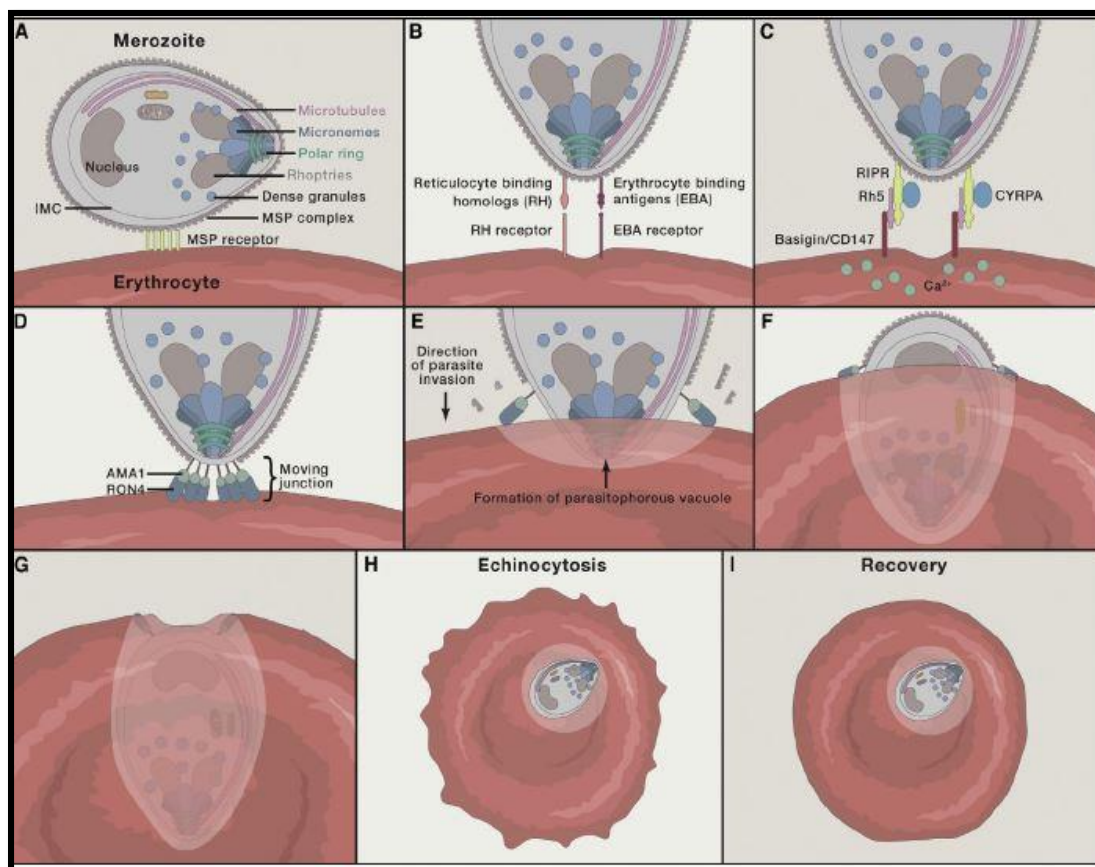 A
Merozoite
Microtubules
Micronemes
Polar ring
Nucleus
Rhoptries
Dense granules
IMC
MSP complex
MSP receptor
Erythrocyte
B
Reticulocyte binding
homologs (RH)
Erythrocyte binding
antigens (EBA)
RH receptor
EBA receptor
C
RIPR
Rh5
CYRPA
Basigin/CD147
Ca²⁺
D
AMA1
RON4
Moving
junction
E
Direction
of parasite
invasion
Formation of parasitophorous vacuole
F
G
H
Echinocytosis
I
Recovery